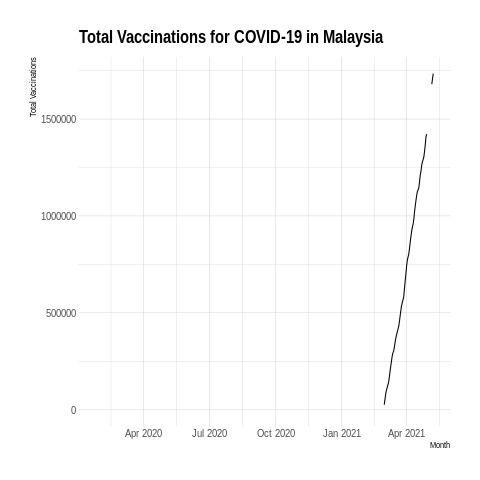 Total Vaccinations for COVID-19 in Malaysia
Total Vaccinations
1500000
1000000
500000
0
Apr 2020 Jul 2020 Oct 2020 Jan 2021 Apr 2021
Month